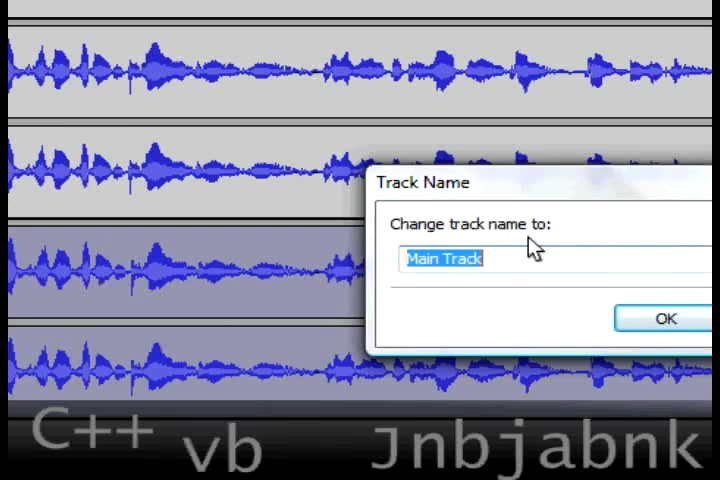 Track Name
Change track name to:
Main Track
OK
C++ vb Jnbjabnk